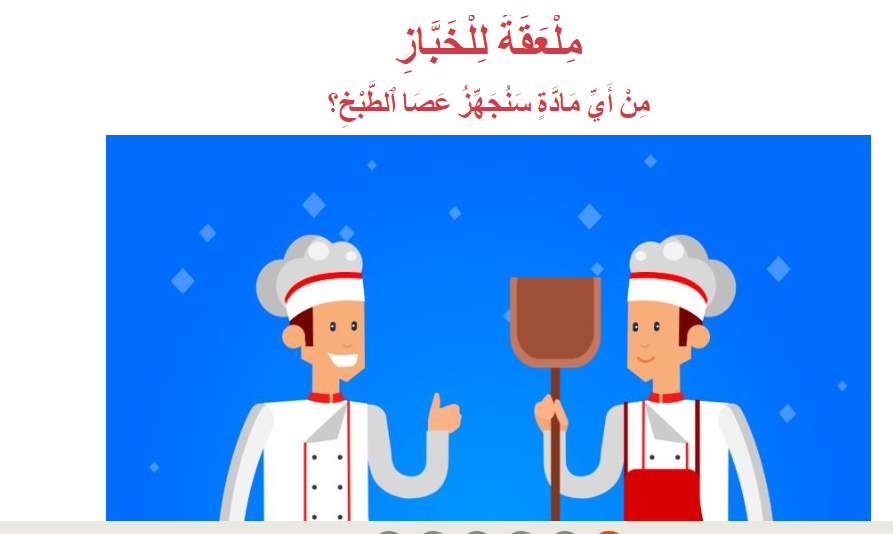 مِلْعَقَةَ لِلْخَبَّازِ
مِنْ أَيِّ مَادَّةٍ سَنُجَهِّزُ عَصَا ٱلطَّبْخِ؟